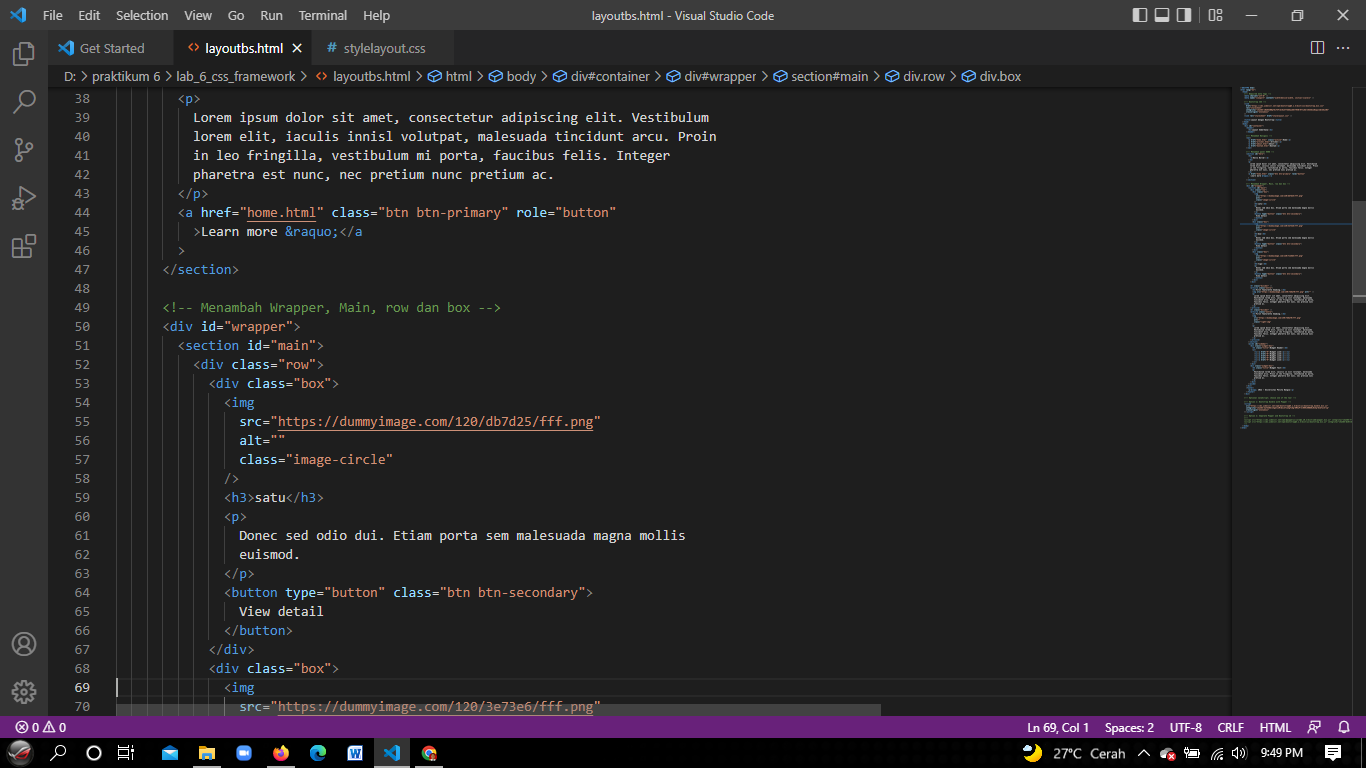 File Edit Selection View Go Run Terminal Help layoutbs.html - Visual Studio Code
Get Started layoutbs.html stylelayout.css
D: > praktikum 6 > lab_6_css_framework > layoutbs.html > html > body > div#container > div#wrapper > section#main > div.row > div.box
38 <p>
39 Lorem ipsum dolor sit amet, consectetur adipiscing elit. Vestibulum
40 lorem elit, iaculis innisl volutpat, malesuada tincidunt arcu. Proin
41 in leo fringilla, vestibulum mi porta, faucibus felis. Integer
42 pharetra est nunc, nec pretium nunc pretium ac.
43 </p>
44 <a href="home.html" class="btn btn-primary" role="button"
45 >Learn more &raquo;</a
46 >
47 </section>
48
49 <!-- Menambah Wrapper, Main, row dan box -->
50 <div id="wrapper">
51 <section id="main">
52 <div class="row">
53 <div class="box">
54 <img
55 src="https://dummyimage.com/120/db7d25/fff.png"
56 alt=""
57 class="image-circle"
58 />
59 <h3>satu</h3>
60 <p>
61 Donec sed odio dui. Etiam porta sem malesuada magna mollis
62 euismod.
63 </p>
64 <button type="button" class="btn btn-secondary">
65 View detail
66 </button>
67 </div>
68 <div class="box">
69 <img
70 src="https://dummyimage.com/120/3e73e6/fff.png"
0 0 Ln 69, Col 1 Spaces: 2 UTF-8 CRLF HTML
27°C Cerah 9:49 PM